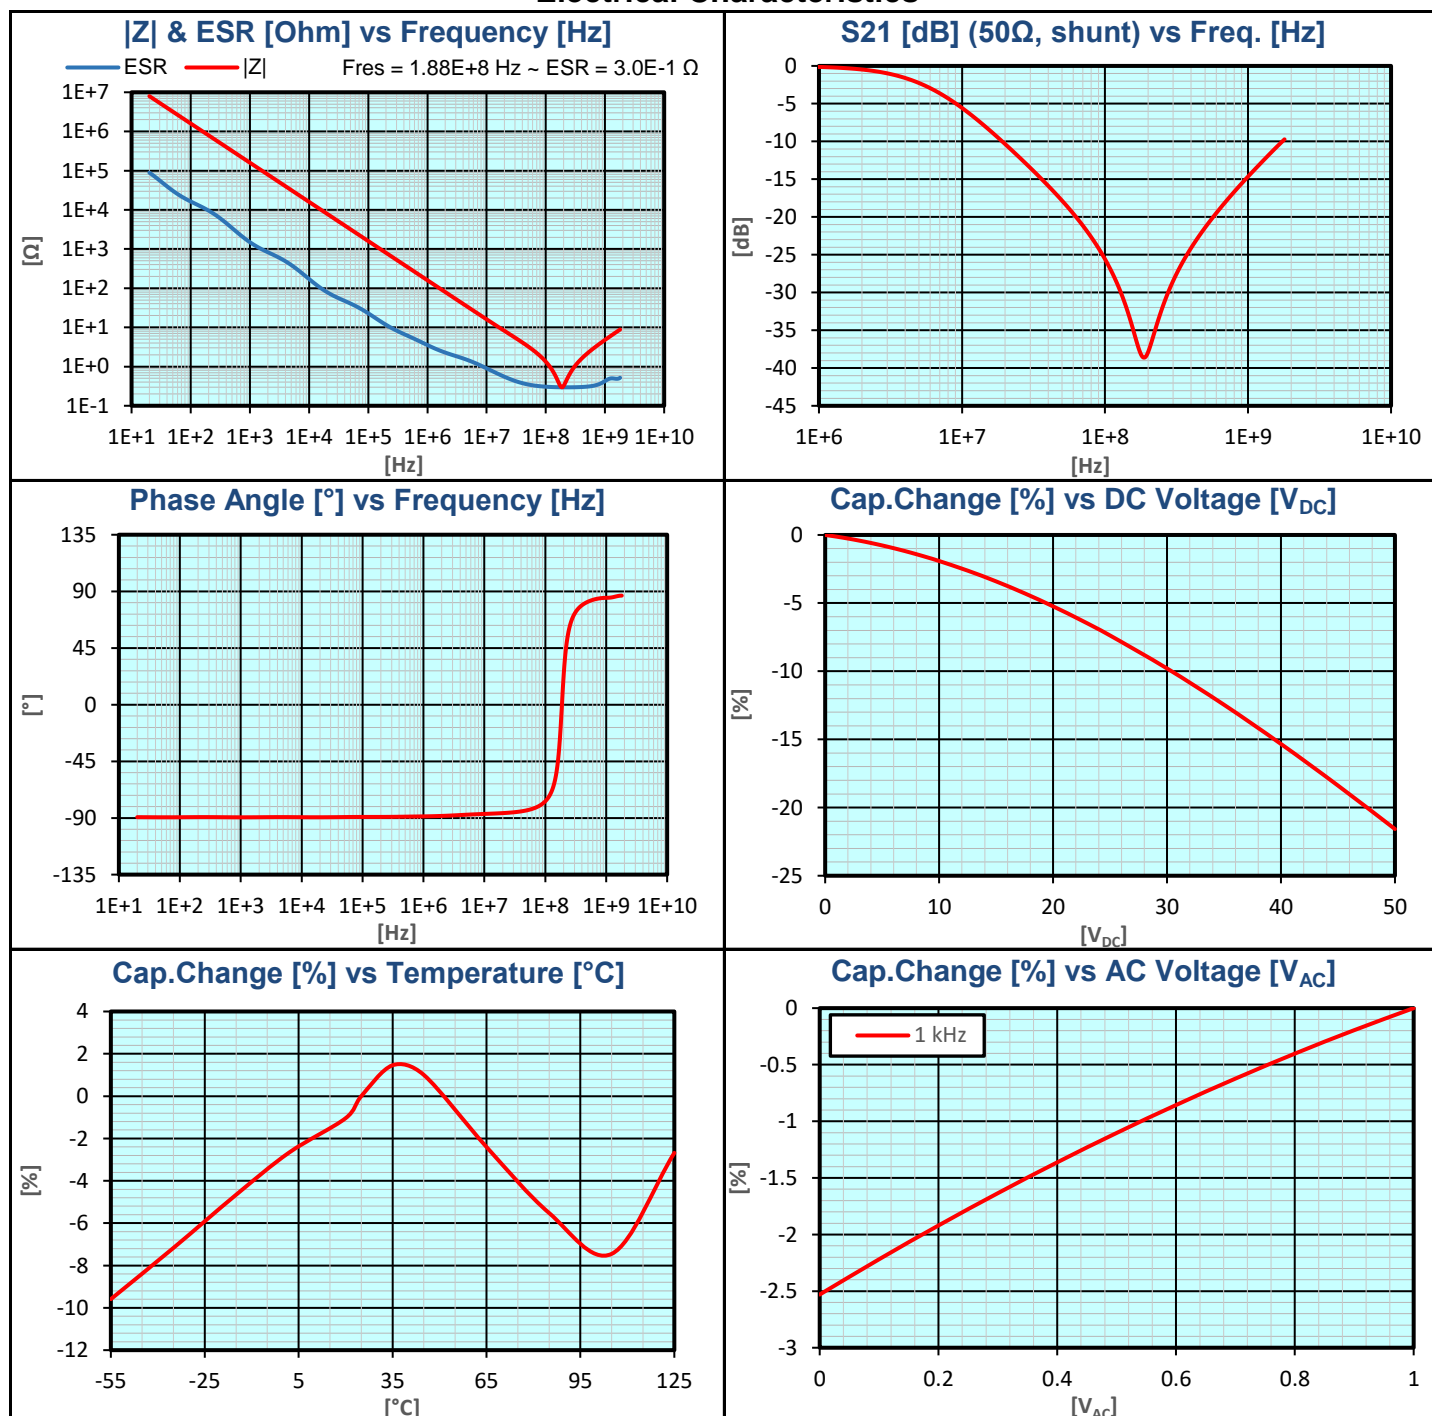 Electrical Characteristics
|Z| & ESR [Ohm] vs Frequency [Hz]
ESR |Z| Fres = 1.88E+8 Hz ~ ESR = 3.0E-1 Ω
1E+7
1E+6
1E+5
1E+4
1E+3
1E+2
1E+1
1E+0
1E-1
[Ω]
1E+1 1E+2 1E+3 1E+4 1E+5 1E+6 1E+7 1E+8 1E+9 1E+10
[Hz]
S21 [dB] (50Ω, shunt) vs Freq. [Hz]
0
-5
-10
-15
-20
-25
-30
-35
-40
-45
[dB]
1E+6 1E+7 1E+8 1E+9 1E+10
[Hz]
Phase Angle [°] vs Frequency [Hz]
135
90
45
0
-45
-90
-135
[°]
1E+1 1E+2 1E+3 1E+4 1E+5 1E+6 1E+7 1E+8 1E+9 1E+10
[Hz]
Cap.Change [%] vs DC Voltage [VDC]
0
-5
-10
-15
-20
-25
[%]
0 10 20 30 40 50
[VDC]
Cap.Change [%] vs Temperature [°C]
4
2
0
-2
-4
-6
-8
-10
-12
[%]
-55 -25 5 35 65 95 125
[°C]
Cap.Change [%] vs AC Voltage [VAC]
1 kHz
0
-0.5
-1
-1.5
-2
-2.5
-3
[%]
0 0.2 0.4 0.6 0.8 1
[VAC]